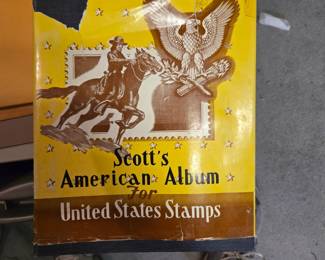 Scott's
American Album
For
United States Stamps